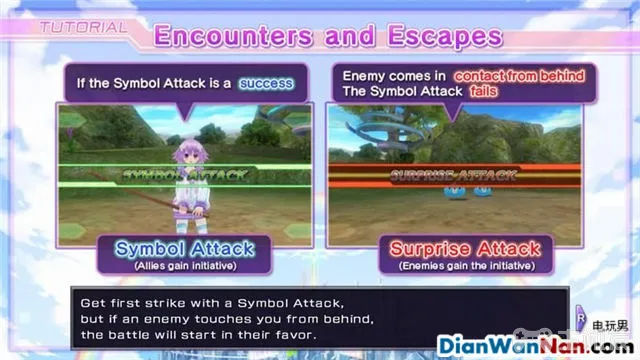 TUTORIAL
Encounters and Escapes
If the Symbol Attack is a success
Enemy comes in contact from behind
The Symbol Attack fails
SYMBOL ATTACK
SURPRISE ATTACK
Symbol Attack
(Allies gain initiative)
Surprise Attack
(Enemies gain the initiative)
Get first strike with a Symbol Attack,
but if an enemy touches you from behind,
the battle will start in their favor.
R
电玩男
DianWanNan.com